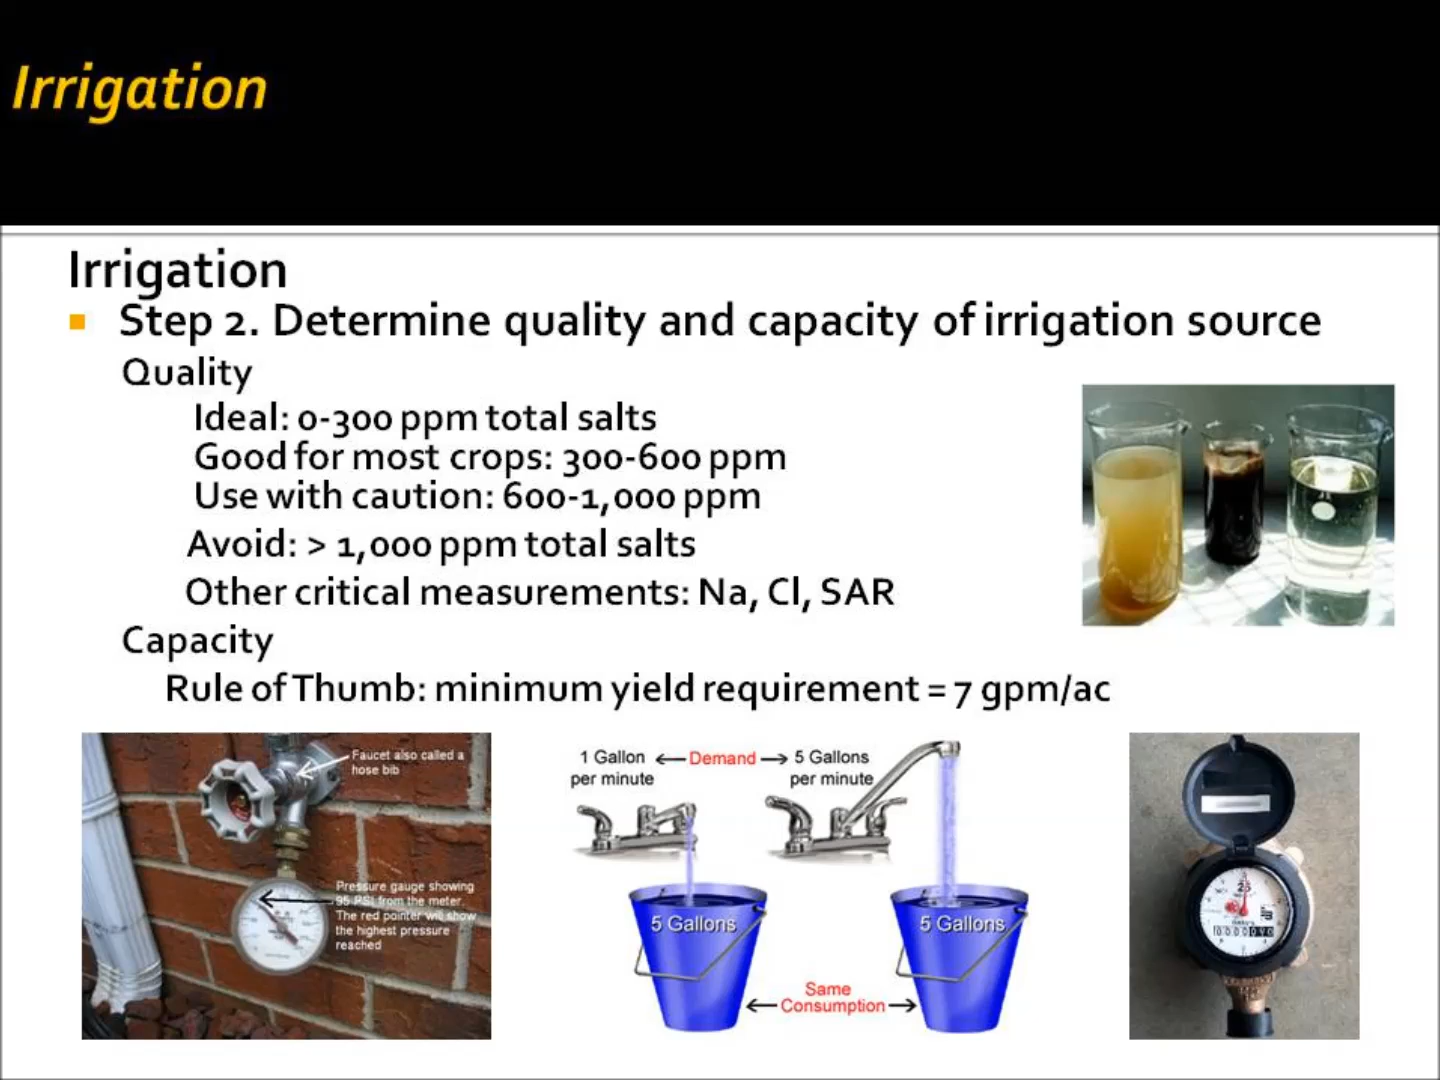 Irrigation
Irrigation
Step 2. Determine quality and capacity of irrigation source
Quality
Ideal: 0-300 ppm total salts
Good for most crops: 300-600 ppm
Use with caution: 600-1,000 ppm
Avoid: > 1,000 ppm total salts
Other critical measurements: Na, Cl, SAR
Capacity
Rule of Thumb: minimum yield requirement = 7 gpm/ac
Faucet also called a
hose bib
Pressure gauge showing
95 PSI from the meter.
The red pointer will show
the highest pressure
reached
1 Gallon
per minute
Demand
5 Gallons
per minute
5 Gallons
5 Gallons
Same
Consumption
25